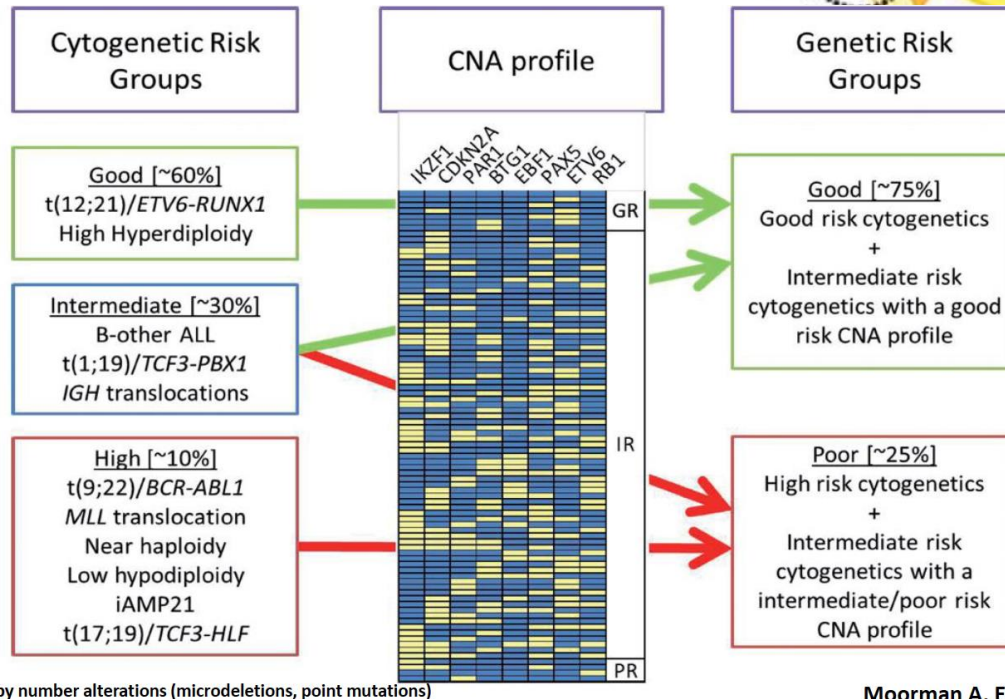 Cytogenetic Risk
Groups
CNA profile
Genetic Risk
Groups
IKZF1
CDKN2A
PAR1
BTG1
EBF1
PAX5
ETV6
RB1
Good [~60%]
t(12;21)/ETV6-RUNX1
High Hyperdiploidy
Intermediate [~30%]
B-other ALL
t(1;19)/TCF3-PBX1
IGH translocations
High [~10%]
t(9;22)/BCR-ABL1
MLL translocation
Near haploidy
Low hypodiploidy
iAMP21
t(17;19)/TCF3-HLF
GR
IR
PR
Good [~75%]
Good risk cytogenetics
+
Intermediate risk
cytogenetics with a good
risk CNA profile
Poor [~25%]
High risk cytogenetics
+
Intermediate risk
cytogenetics with a
intermediate/poor risk
CNA profile
number alterations (microdeletions, point mutations)
Moorman A.